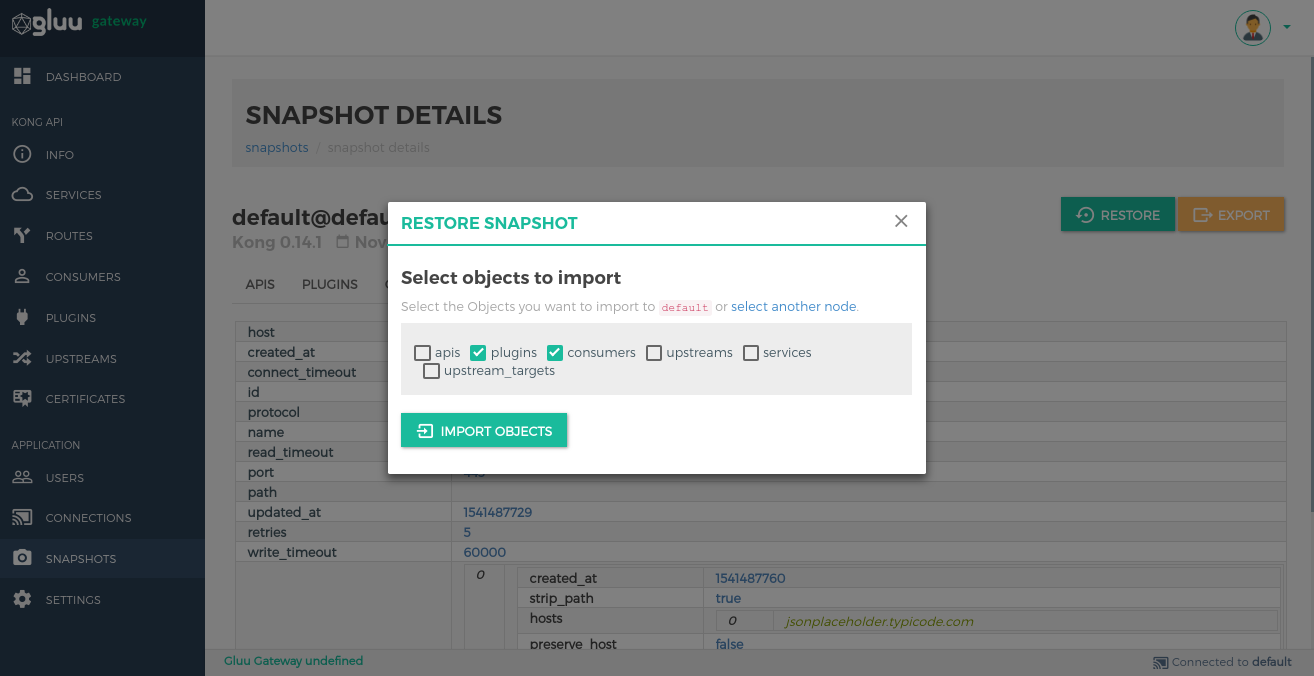 gluu gateway
DASHBOARD
KONG API
INFO
SERVICES
ROUTES
CONSUMERS
PLUGINS
UPSTREAMS
CERTIFICATES
APPLICATION
USERS
CONNECTIONS
SNAPSHOTS
SETTINGS
SNAPSHOT DETAILS
snapshots / snapshot details
default@defau
Kong 0.14.1 Nov
RESTORE EXPORT
APIS PLUGINS
RESTORE SNAPSHOT
Select objects to import
Select the Objects you want to import to default or select another node.
apis plugins consumers upstreams services
upstream_targets
IMPORT OBJECTS
host
created_at
connect_timeout
id
protocol
name
read_timeout
port
path
updated_at 1541487729
retries 5
write_timeout 60000
0 created_at 1541487760
strip_path true
hosts 0 jsonplaceholder.typicode.com
preserve_host false
Gluu Gateway undefined
Connected to default